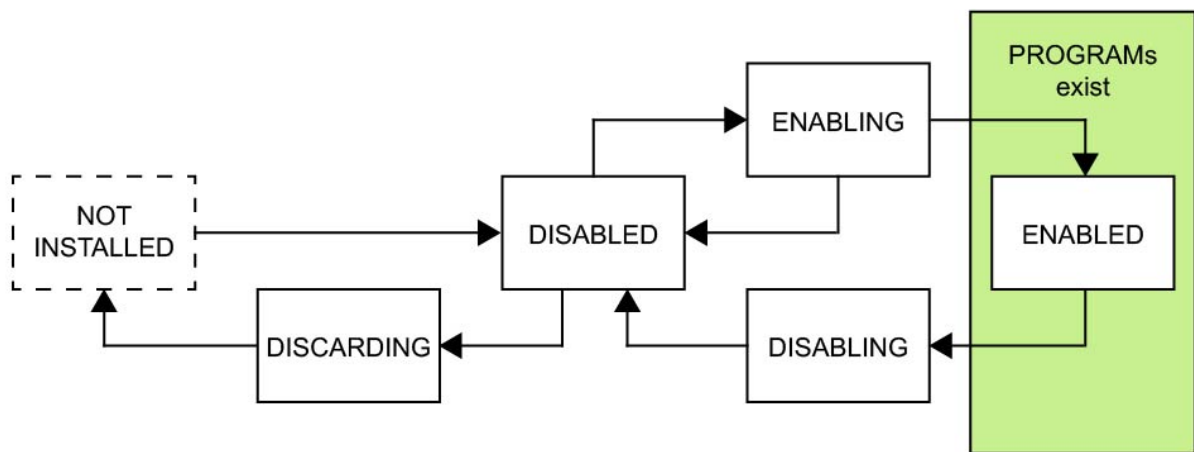 PROGRAMs
exist
ENABLING
NOT
INSTALLED
DISABLED
ENABLED
DISCARDING
DISABLING